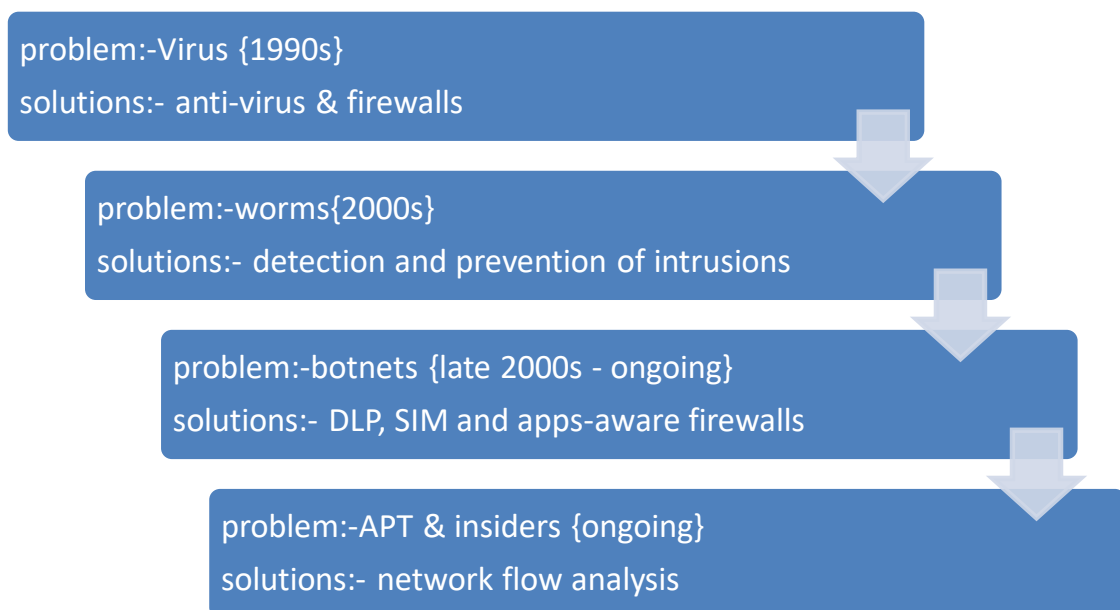 problem:-Virus {1990s}
solutions:- anti-virus & firewalls
problem:-worms{2000s}
solutions:- detection and prevention of intrusions
problem:-botnets {late 2000s - ongoing}
solutions:- DLP, SIM and apps-aware firewalls
problem:-APT & insiders {ongoing}
solutions:- network flow analysis